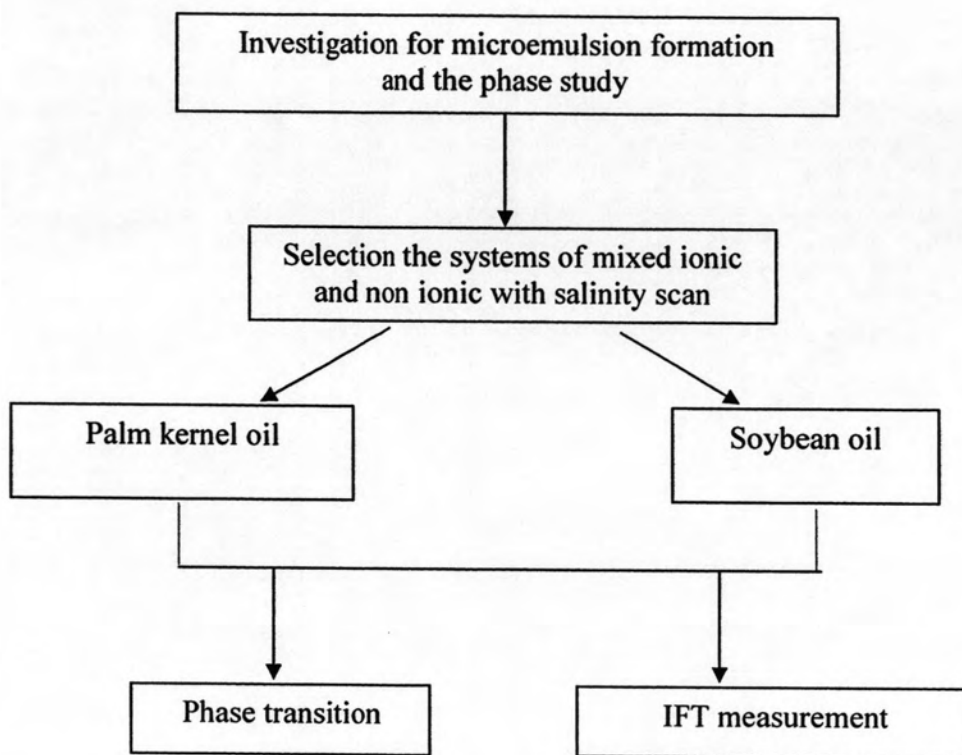 Investigation for microemulsion formation
and the phase study
Selection the systems of mixed ionic
and non ionic with salinity scan
Palm kernel oil
Soybean oil
Phase transition
IFT measurement